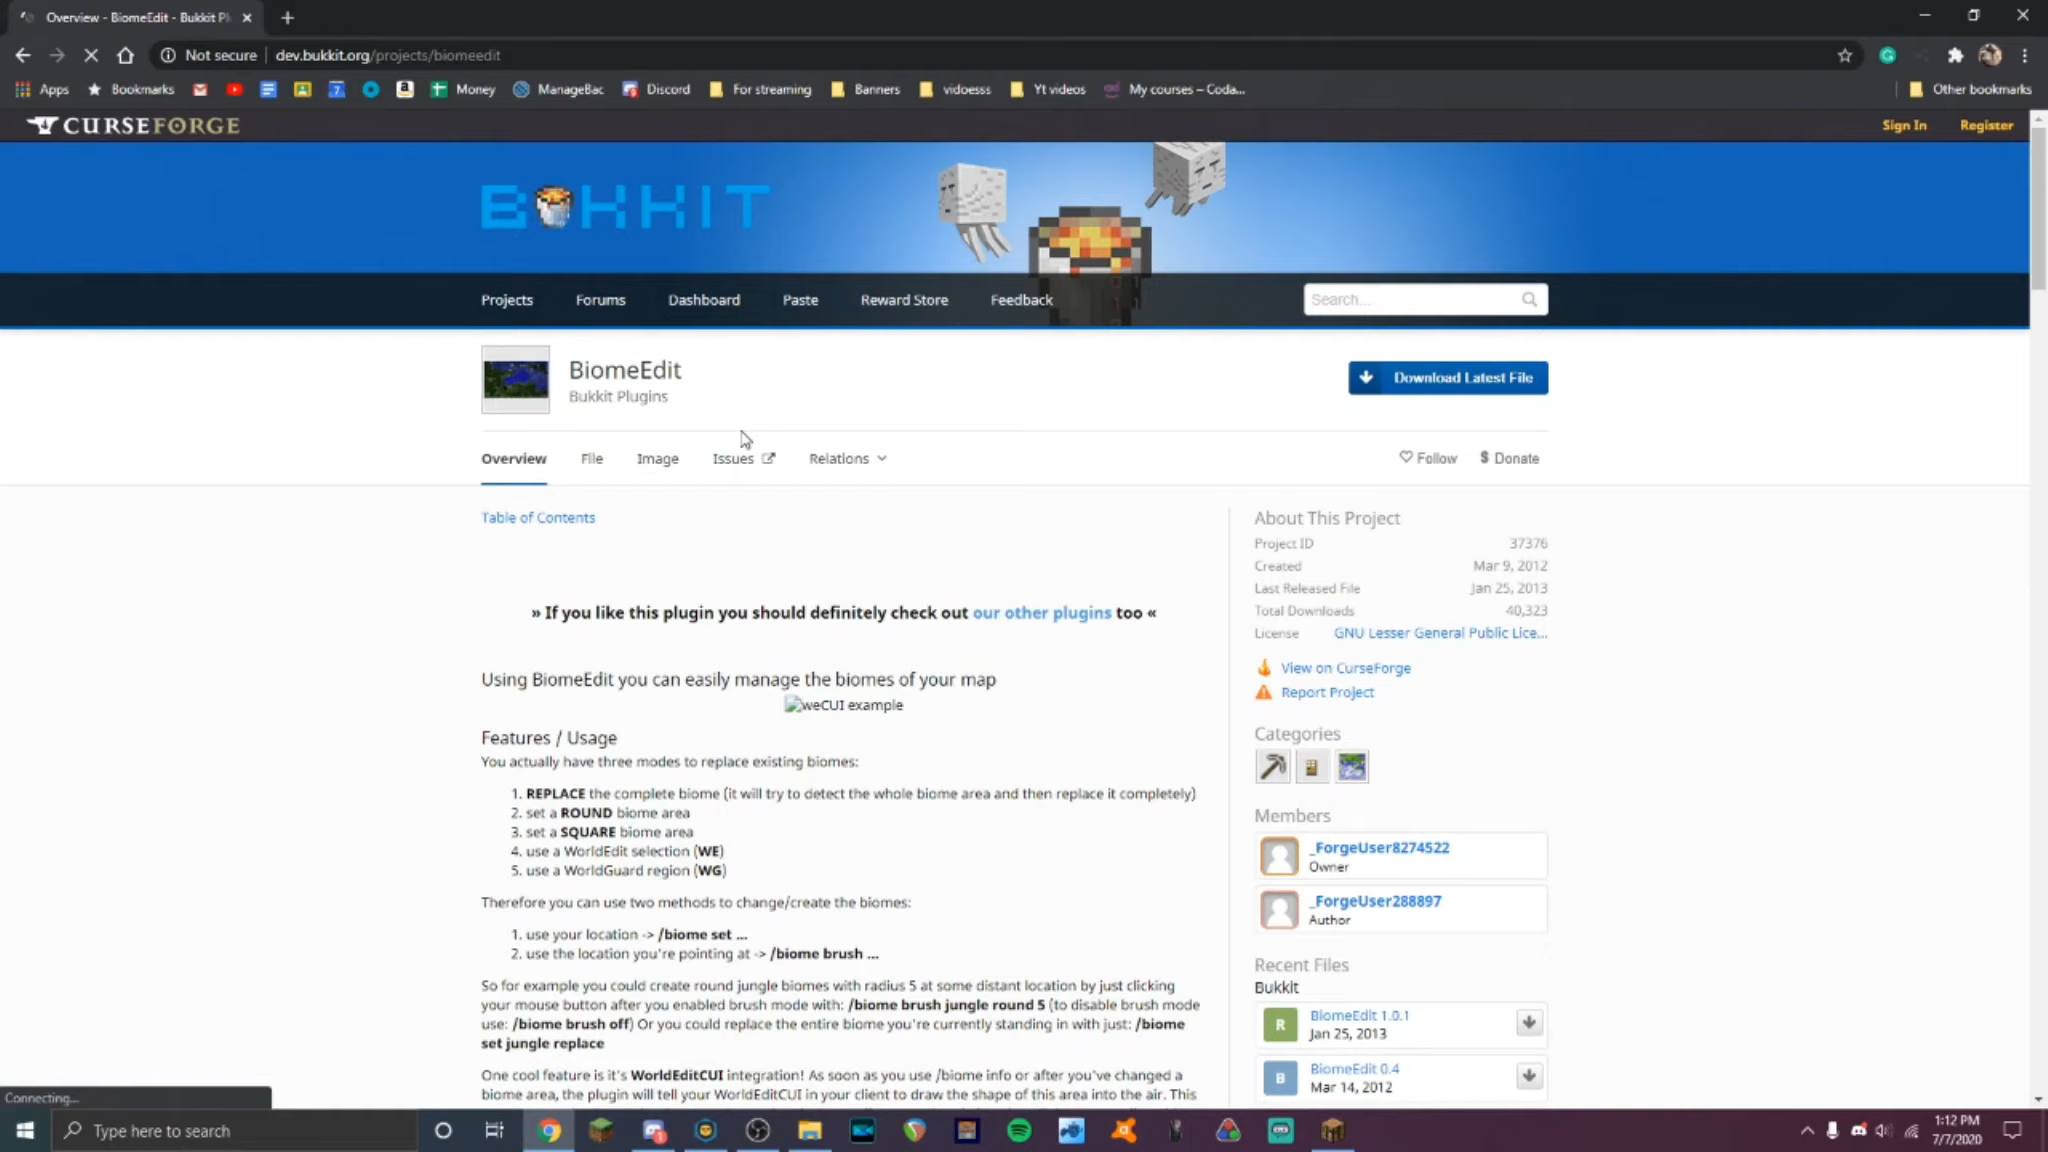 Overview - BiomeEdit - Bukkit Pl
Not secure | dev.bukkit.org/projects/biomeedit
Apps Bookmarks Money ManageBac Discord For streaming Banners vidoesss Yt videos My courses – Coda... Other bookmarks
CURSEFORGE
Sign In Register
BUKKIT
Projects Forums Dashboard Paste Reward Store Feedback Search...
BiomeEdit
Bukkit Plugins
Download Latest File
Overview File Image Issues Relations Follow $ Donate
Table of Contents
» If you like this plugin you should definitely check out our other plugins too «
Using BiomeEdit you can easily manage the biomes of your map
weCUI example
Features / Usage
You actually have three modes to replace existing biomes:
1. REPLACE the complete biome (it will try to detect the whole biome area and then replace it completely)
2. set a ROUND biome area
3. set a SQUARE biome area
4. use a WorldEdit selection (WE)
5. use a WorldGuard region (WG)
Therefore you can use two methods to change/create the biomes:
1. use your location -> /biome set ...
2. use the location you're pointing at -> /biome brush ...
So for example you could create round jungle biomes with radius 5 at some distant location by just clicking
your mouse button after you enabled brush mode with: /biome brush jungle round 5 (to disable brush mode
use: /biome brush off) Or you could replace the entire biome you're currently standing in with just: /biome
set jungle replace
One cool feature is it's WorldEditCUI integration! As soon as you use /biome info or after you've changed a
biome area, the plugin will tell your WorldEditCUI in your client to draw the shape of this area into the air. This
About This Project
Project ID 37376
Created Mar 9, 2012
Last Released File Jan 25, 2013
Total Downloads 40,323
License GNU Lesser General Public Lice...
View on CurseForge
Report Project
Categories
Members
_ForgeUser8274522
Owner
_ForgeUser288897
Author
Recent Files
Bukkit
R BiomeEdit 1.0.1
Jan 25, 2013
B BiomeEdit 0.4
Mar 14, 2012
Connecting...
Type here to search
1:12 PM
7/7/2020